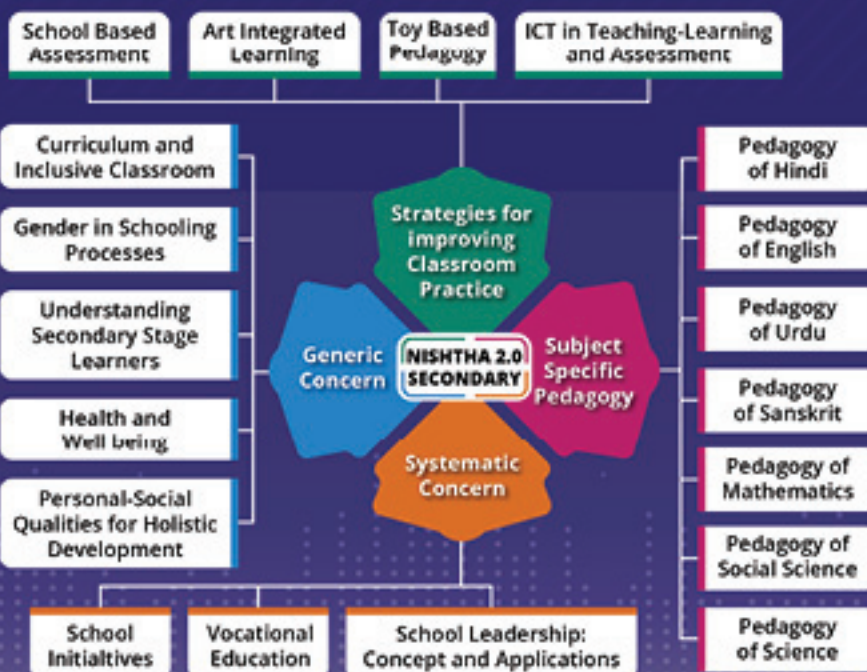 School Based
Assessment
Art Integrated
Learning
Toy Based
Pedagogy
ICT in Teaching-Learning
and Assessment
Strategies for
improving
Classroom
Practice
Curriculum and
Inclusive Classroom
Gender in Schooling
Processes
Understanding
Secondary Stage
Learners
Health and
Well being
Personal-Social
Qualities for Holistic
Development
Generic
Concern
NISHTHA 2.0
SECONDARY
Subject
Specific
Pedagogy
Pedagogy
of Hindi
Pedagogy
of English
Pedagogy
of Urdu
Pedagogy
of Sanskrit
Pedagogy of
Mathematics
Pedagogy of
Social Science
Pedagogy
of Science
Systematic
Concern
School
Initialtives
Vocational
Education
School Leadership:
Concept and Applications